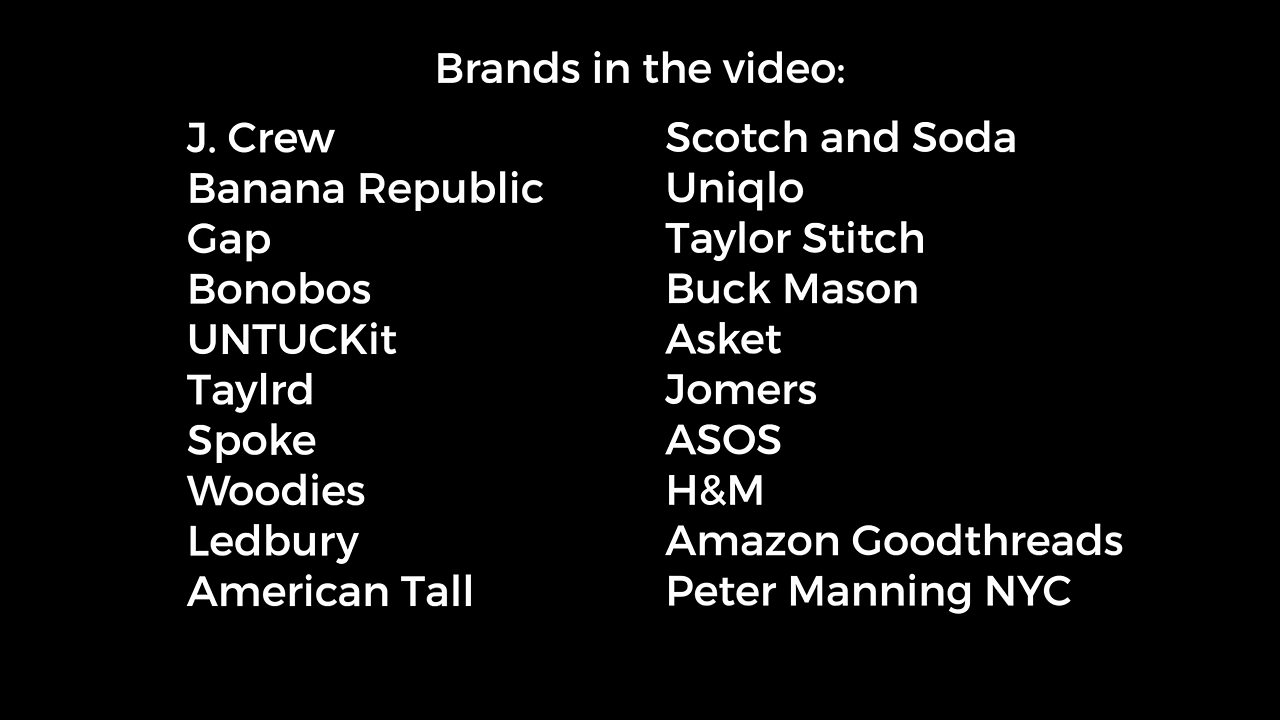 Brands in the video:
J. Crew
Banana Republic
Gap
Bonobos
UNTUCKit
Taylrd
Spoke
Woodies
Ledbury
American Tall
Scotch and Soda
Uniqlo
Taylor Stitch
Buck Mason
Asket
Jomers
ASOS
H&M
Amazon Goodthreads
Peter Manning NYC